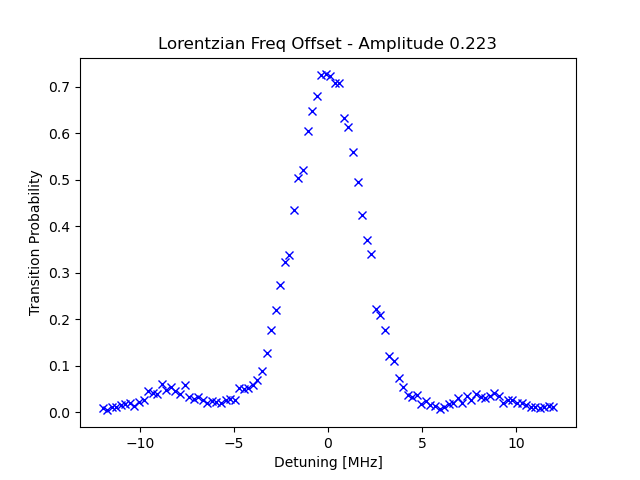 Lorentzian Freq Offset - Amplitude 0.223
Transition Probability
0.7
0.6
0.5
0.4
0.3
0.2
0.1
0.0
−10 −5 0 5 10
Detuning [MHz]